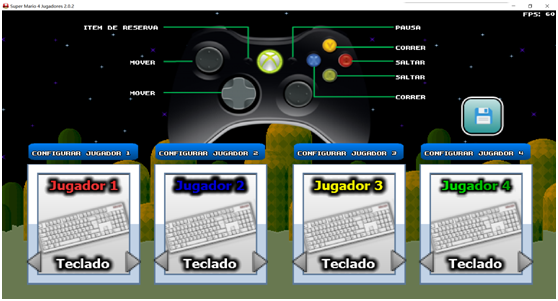 Super Mario 4 Jugadores 2.0.2
FPS: 60
ITEM DE RESERVA
PAUSA
CORRER
MOVER
SALTAR
SALTAR
MOVER
CORRER
CONFIGURAR JUGADOR 1
CONFIGURAR JUGADOR 2
CONFIGURAR JUGADOR 3
CONFIGURAR JUGADOR 4
Jugador 1
Jugador 2
Jugador 3
Jugador 4
Teclado
Teclado
Teclado
Teclado